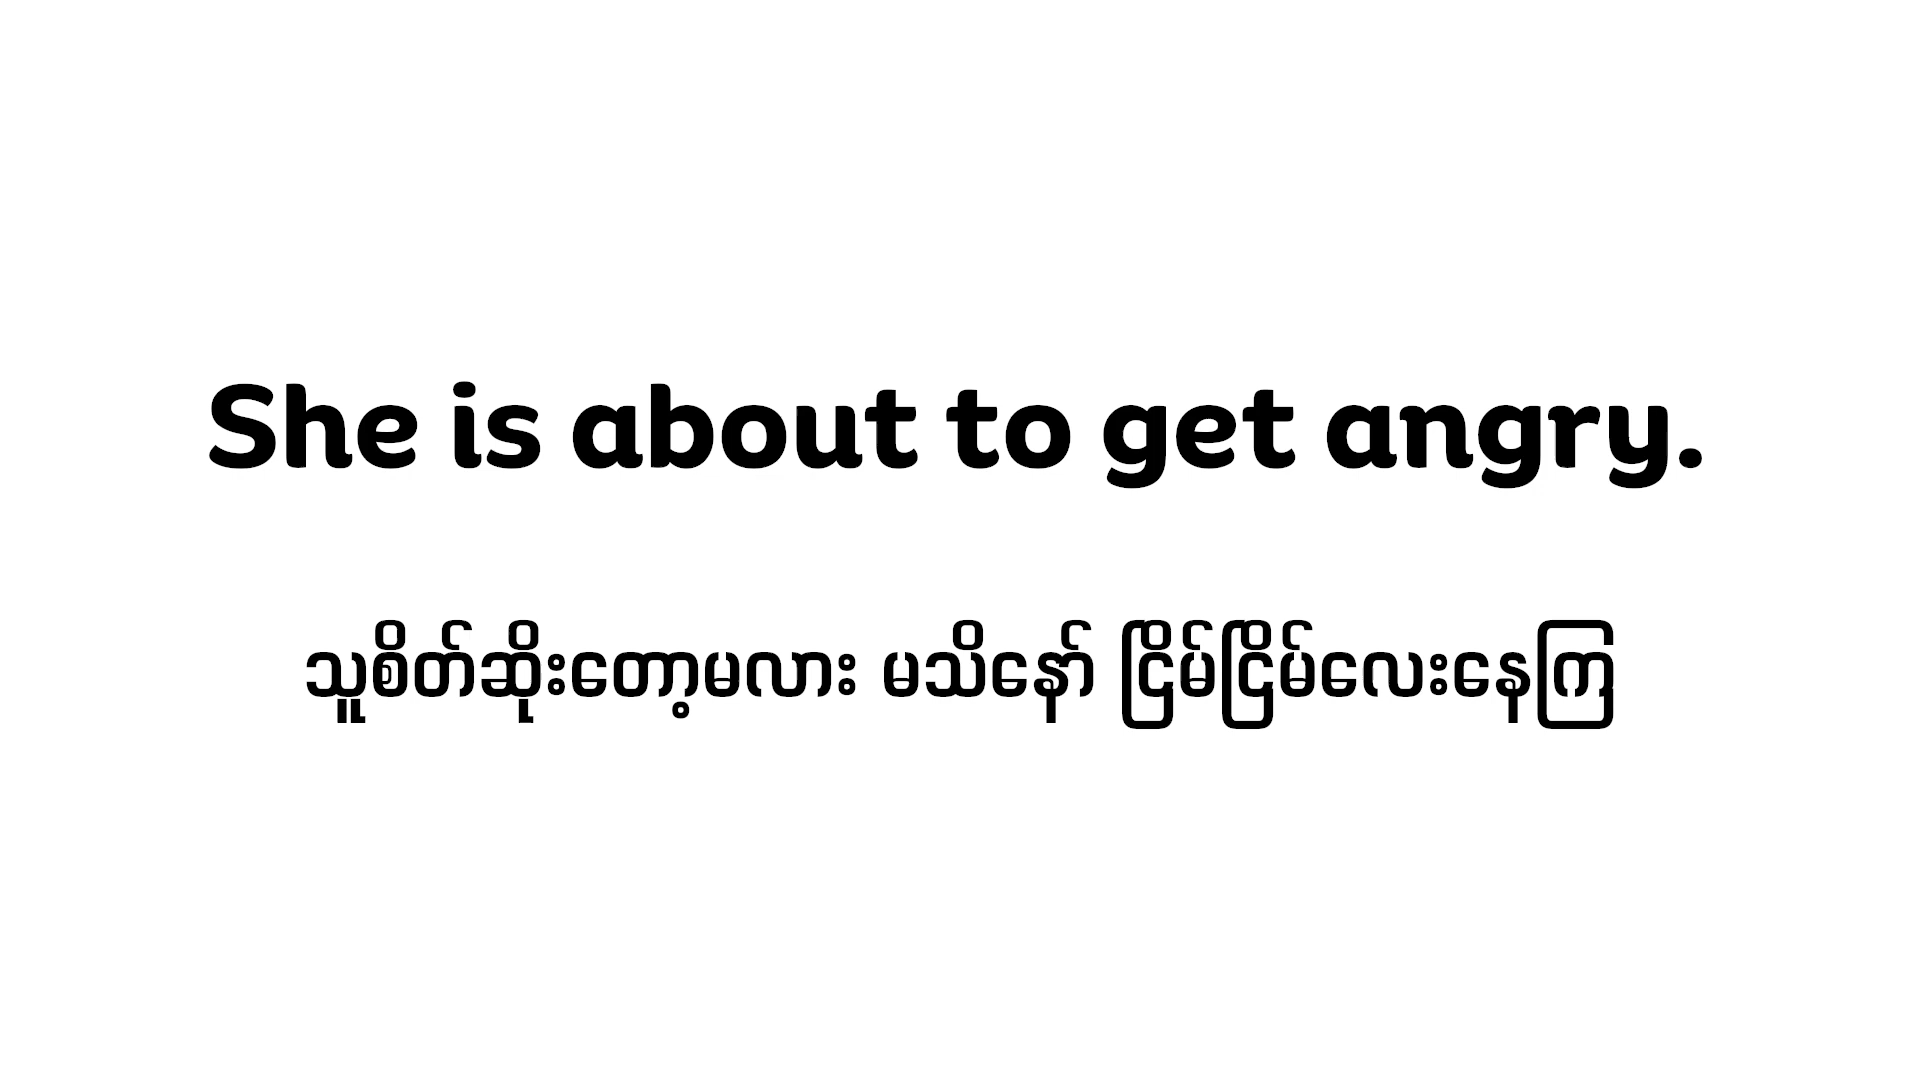 She is about to get angry.
သူစိတ်ဆိုးတော့မလား မသိနော် ငြိမ်ငြိမ်လေးနေကြ